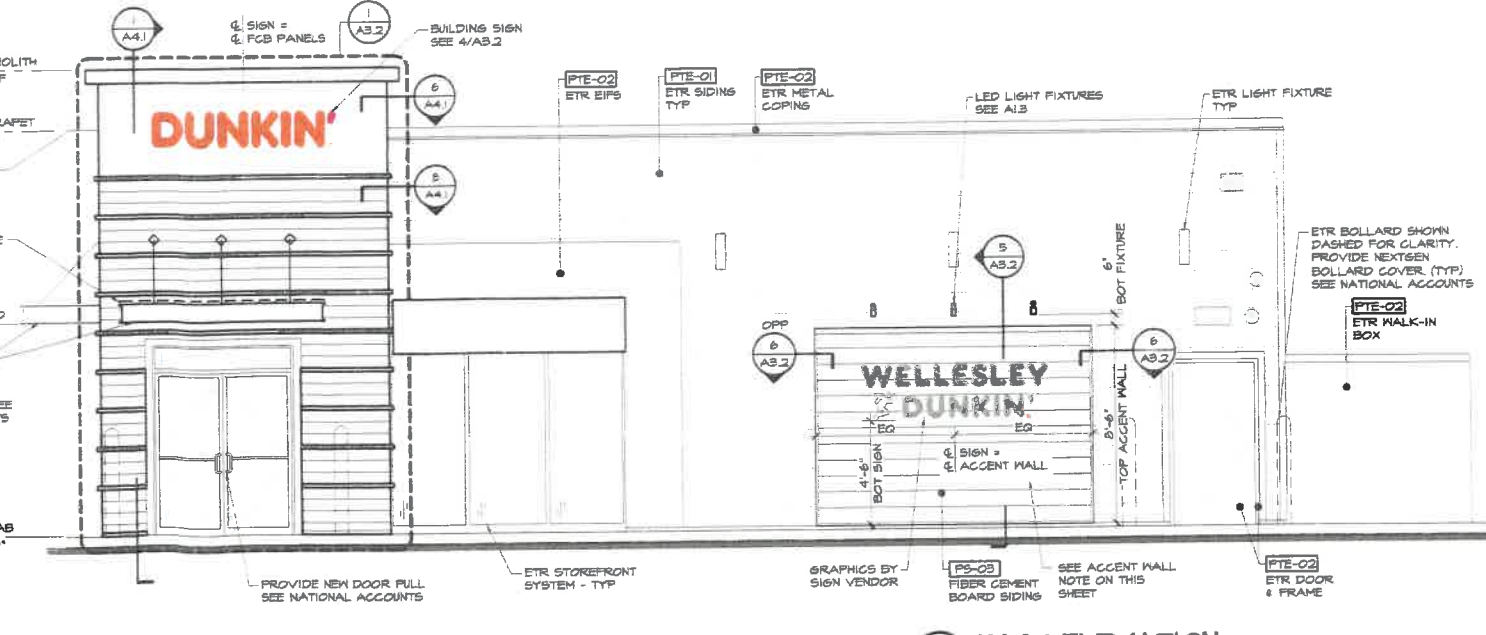 1
A4.1
℄ SIGN =
℄ FCB PANELS
1
A3.2
BUILDING SIGN
SEE 4/A3.2
OLITH
DUNKIN'
6
A4.1
8
A4.1
PTE-02
ETR EIFS
PTE-01
ETR SIDING
TYP
PTE-02
ETR METAL
COPING
LED LIGHT FIXTURES
SEE A1.3
ETR LIGHT FIXTURE
TYP
RAPET
ETR BOLLARD SHOWN
DASHED FOR CLARITY.
PROVIDE NEXTGEN
BOLLARD COVER. (TYP)
SEE NATIONAL ACCOUNTS
PTE-02
ETR WALK-IN
BOX
5
A3.2
6"
BOT FIXTURE
OPP
6
A3.2
6
A3.2
WELLESLEY
DUNKIN'
EQ
EQ
4'-6"
BOT SIGN
℄ SIGN =
℄ ACCENT WALL
8'-6"
TOP ACCENT WALL
AB
PROVIDE NEW DOOR PULL
SEE NATIONAL ACCOUNTS
ETR STOREFRONT
SYSTEM - TYP
GRAPHICS BY
SIGN VENDOR
PS-03
FIBER CEMENT
BOARD SIDING
SEE ACCENT WALL
NOTE ON THIS
SHEET
PTE-02
ETR DOOR
& FRAME